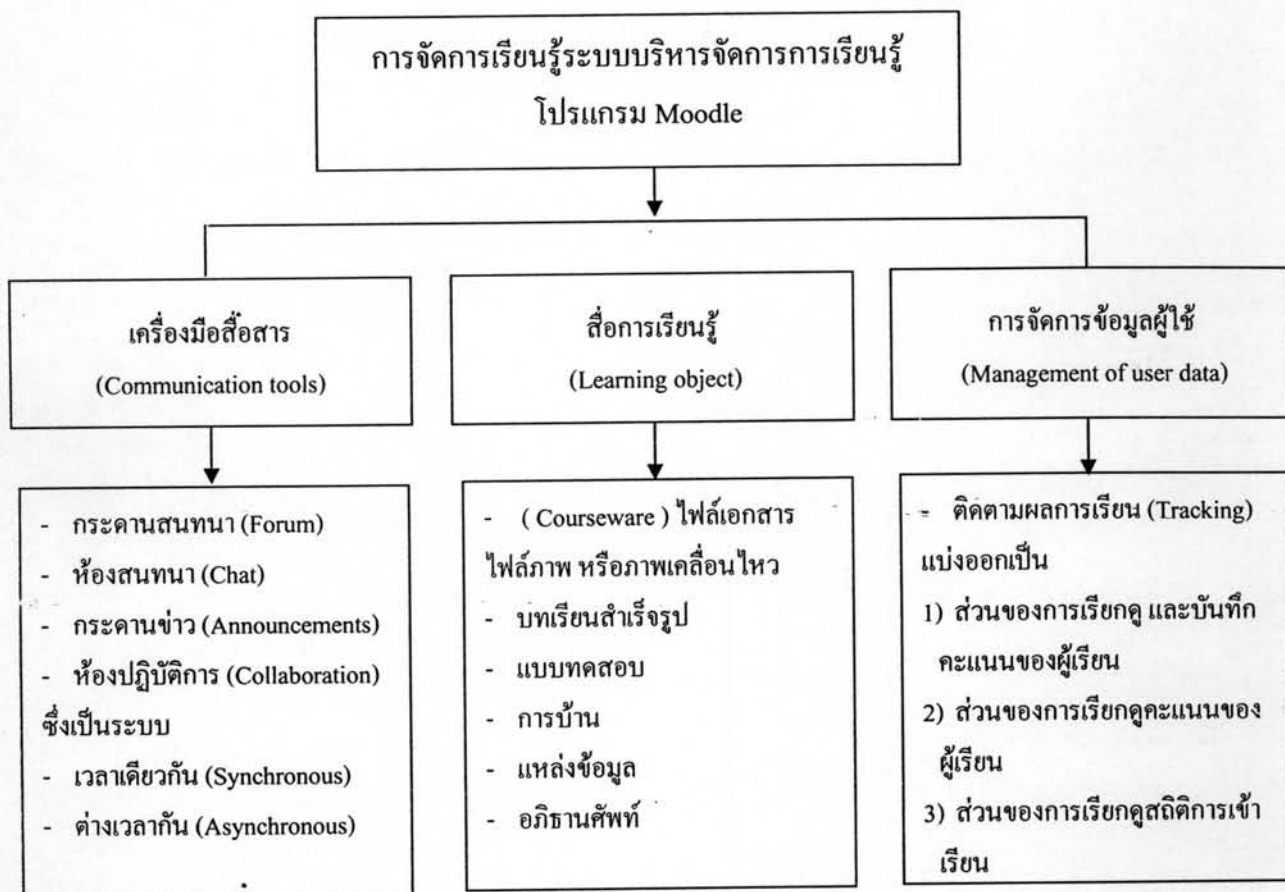 การจัดการเรียนรู้ระบบบริหารจัดการการเรียนรู้
โปรแกรม Moodle
เครื่องมือสื่อสาร
(Communication tools)
สื่อการเรียนรู้
(Learning object)
การจัดการข้อมูลผู้ใช้
(Management of user data)
- กระดานสนทนา (Forum)
- ห้องสนทนา (Chat)
- กระดานข่าว (Announcements)
- ห้องปฏิบัติการ (Collaboration)
ซึ่งเป็นระบบ
- เวลาเดียวกัน (Synchronous)
- ต่างเวลากัน (Asynchronous)
- ( Courseware ) ไฟล์เอกสาร
ไฟล์ภาพ หรือภาพเคลื่อนไหว
- บทเรียนสำเร็จรูป
- แบบทดสอบ
- การบ้าน
- แหล่งข้อมูล
- อภิธานศัพท์
- ติดตามผลการเรียน (Tracking)
แบ่งออกเป็น
1) ส่วนของการเรียกดู และบันทึก
คะแนนของผู้เรียน
2) ส่วนของการเรียกดูคะแนนของ
ผู้เรียน
3) ส่วนของการเรียกดูสถิติการเข้า
เรียน